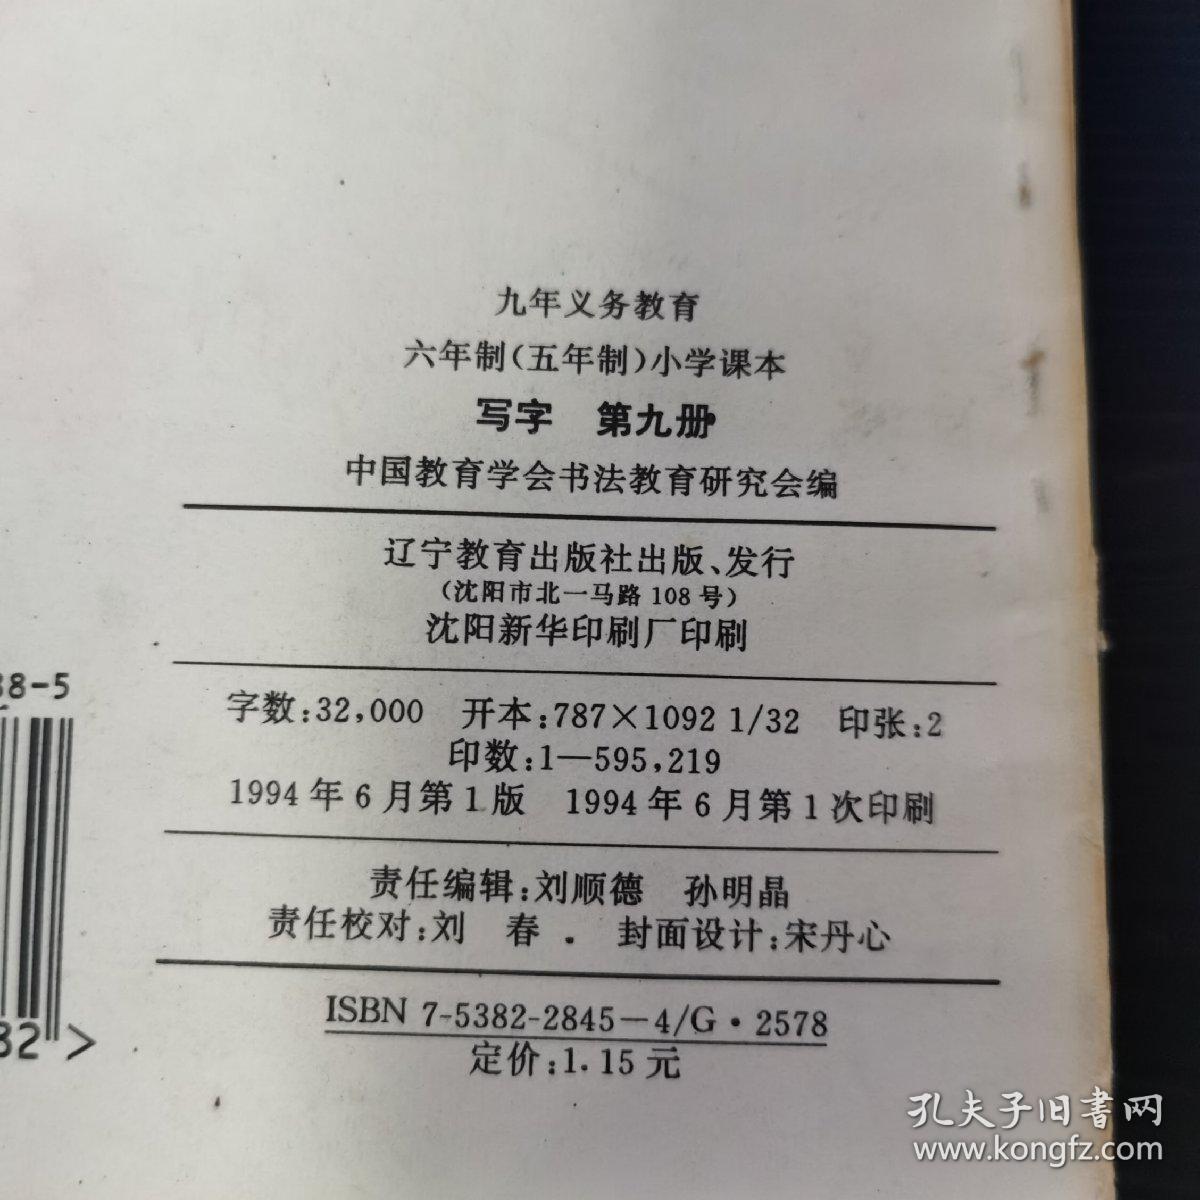 九年义务教育
六年制(五年制)小学课本
写字 第九册
中国教育学会书法教育研究会编
辽宁教育出版社出版、发行
(沈阳市北一马路108号)
沈阳新华印刷厂印刷
字数:32,000 开本:787×1092 1/32 印张:2
印数:1—595,219
1994年6月第1版 1994年6月第1次印刷
责任编辑:刘顺德 孙明晶
责任校对:刘 春 . 封面设计:宋丹心
ISBN 7-5382-2845-4/G·2578
定价:1.15元
38-5
82>
孔夫子旧书网
www.kongfz.com